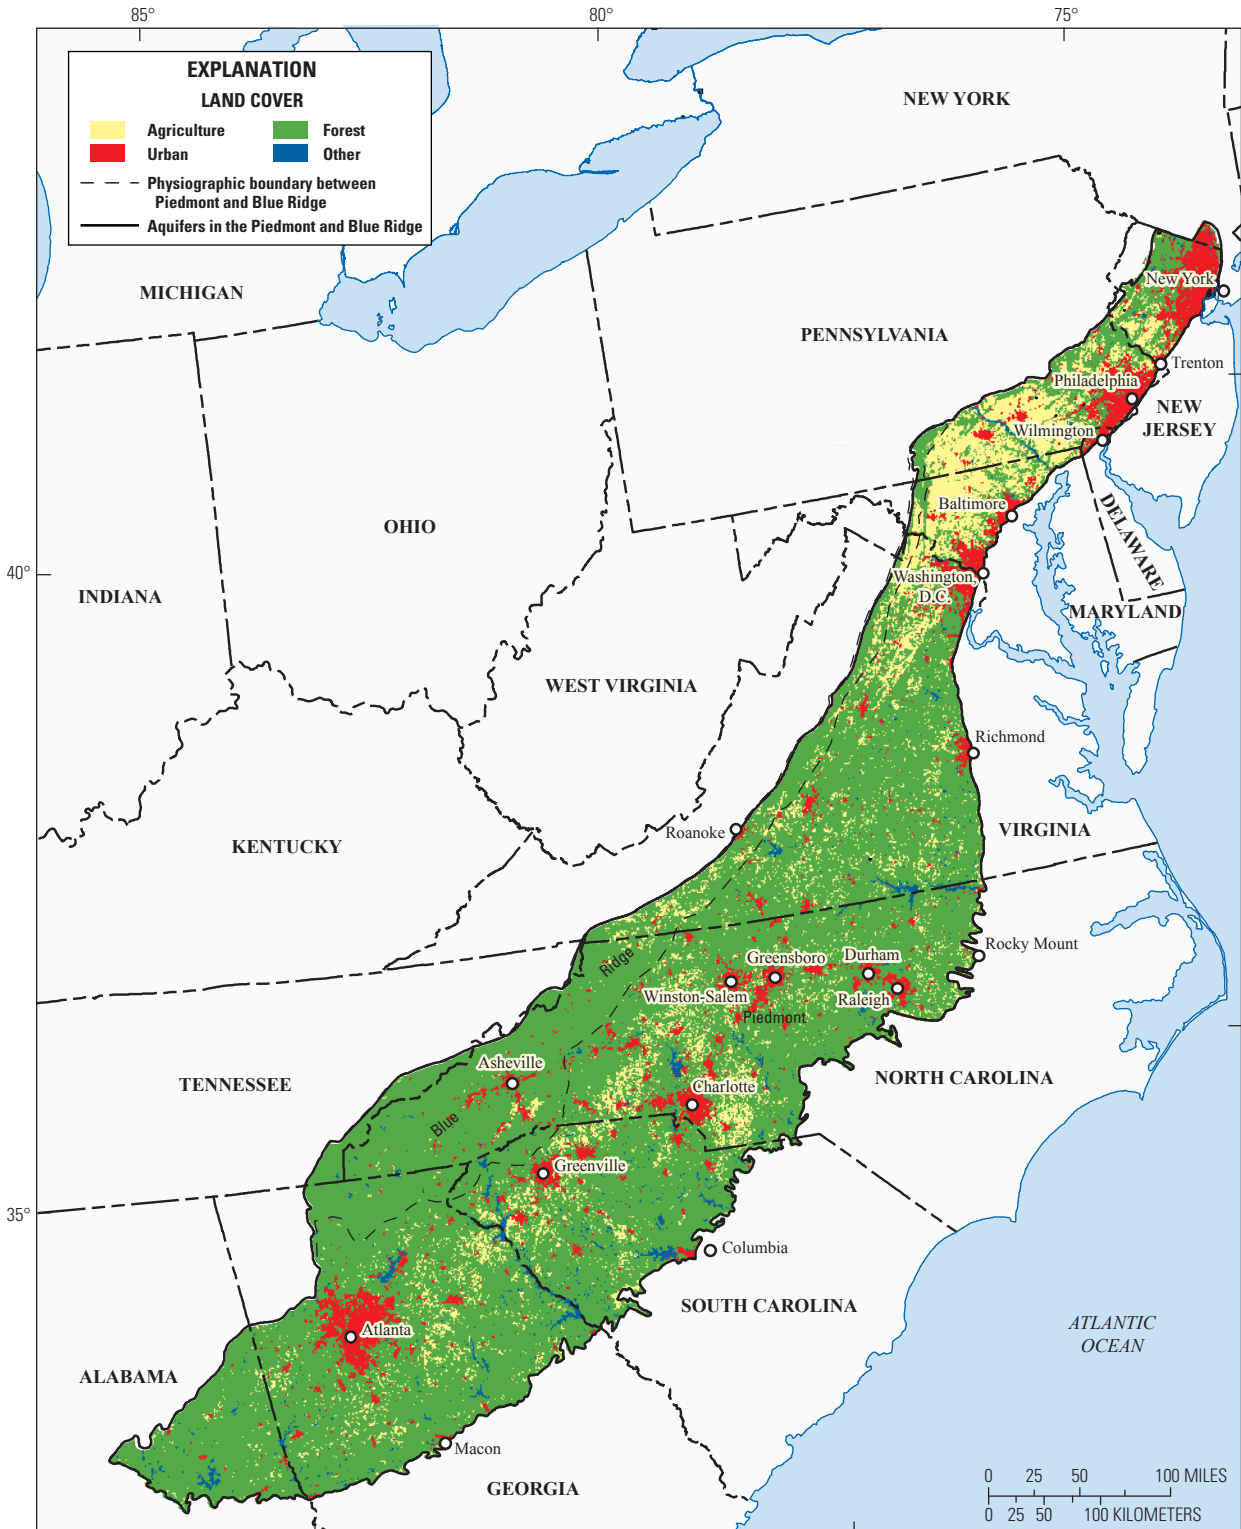 85°
80°
75°
EXPLANATION
LAND COVER
Agriculture
Forest
Urban
Other
Physiographic boundary between
Piedmont and Blue Ridge
Aquifers in the Piedmont and Blue Ridge
NEW YORK
MICHIGAN
New York
PENNSYLVANIA
Trenton
Philadelphia
NEW
JERSEY
Wilmington
Baltimore
DELAWARE
OHIO
40°
Washington,
D.C.
INDIANA
MARYLAND
WEST VIRGINIA
Richmond
Roanoke
VIRGINIA
KENTUCKY
Rocky Mount
Greensboro
Durham
Ridge
Winston-Salem
Raleigh
Piedmont
Asheville
TENNESSEE
NORTH CAROLINA
Charlotte
Blue
Greenville
35°
Columbia
SOUTH CAROLINA
Atlanta
ATLANTIC
OCEAN
ALABAMA
Macon
GEORGIA
0 25 50 100 MILES
0 25 50 100 KILOMETERS